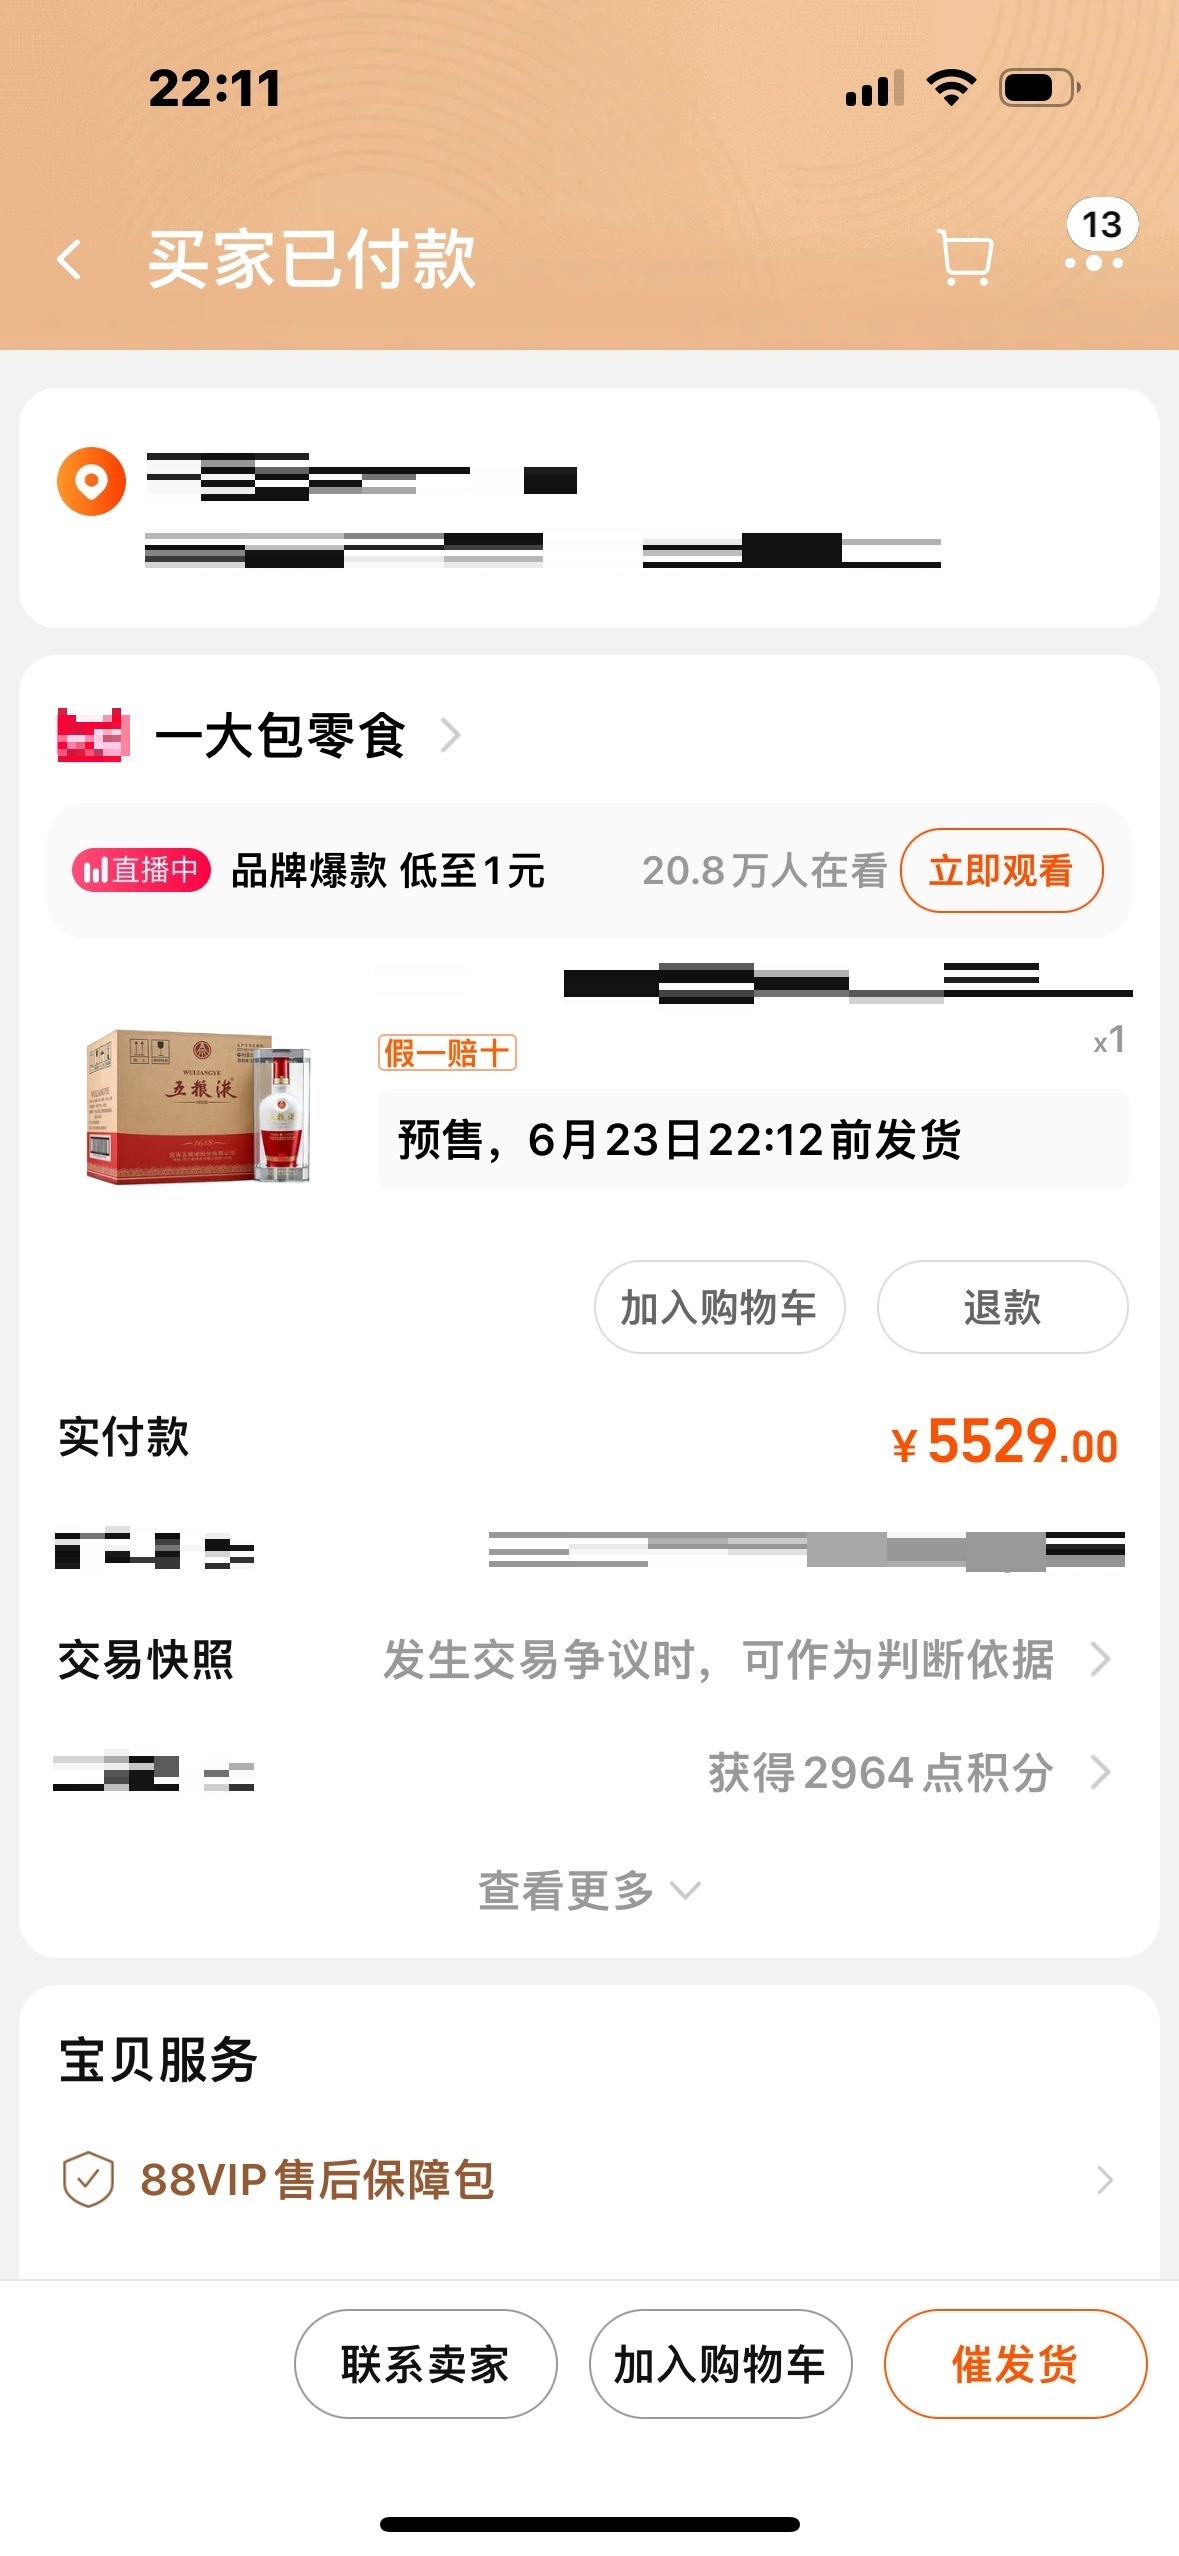 22:11
买家已付款
13
一大包零食
直播中 品牌爆款 低至1元 20.8万人在看 立即观看
假一赔十 x1
WULIANGYE
五粮液
1618
预售，6月23日22:12前发货
加入购物车 退款
实付款 ¥5529.00
交易快照 发生交易争议时，可作为判断依据
获得2964点积分
查看更多
宝贝服务
88VIP售后保障包
联系卖家 加入购物车 催发货